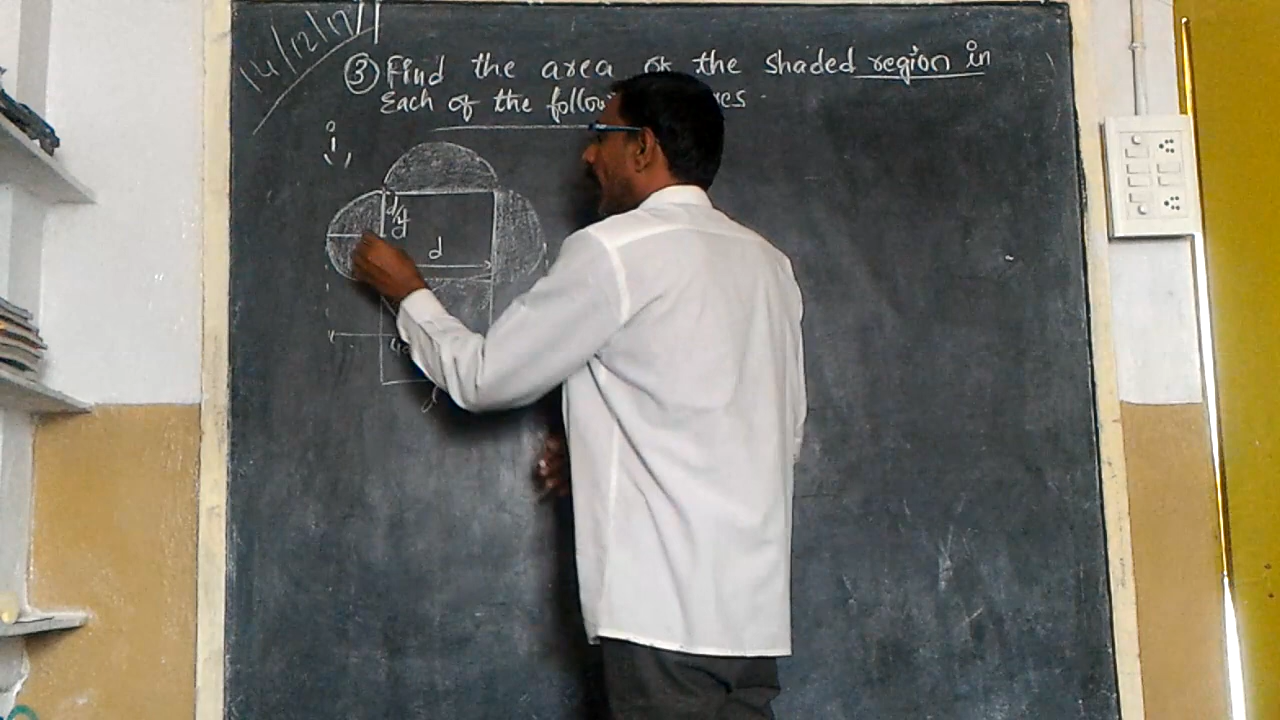 14/12/17
③ Find the area of the shaded region in
Each of the
i,
d/4
d
d